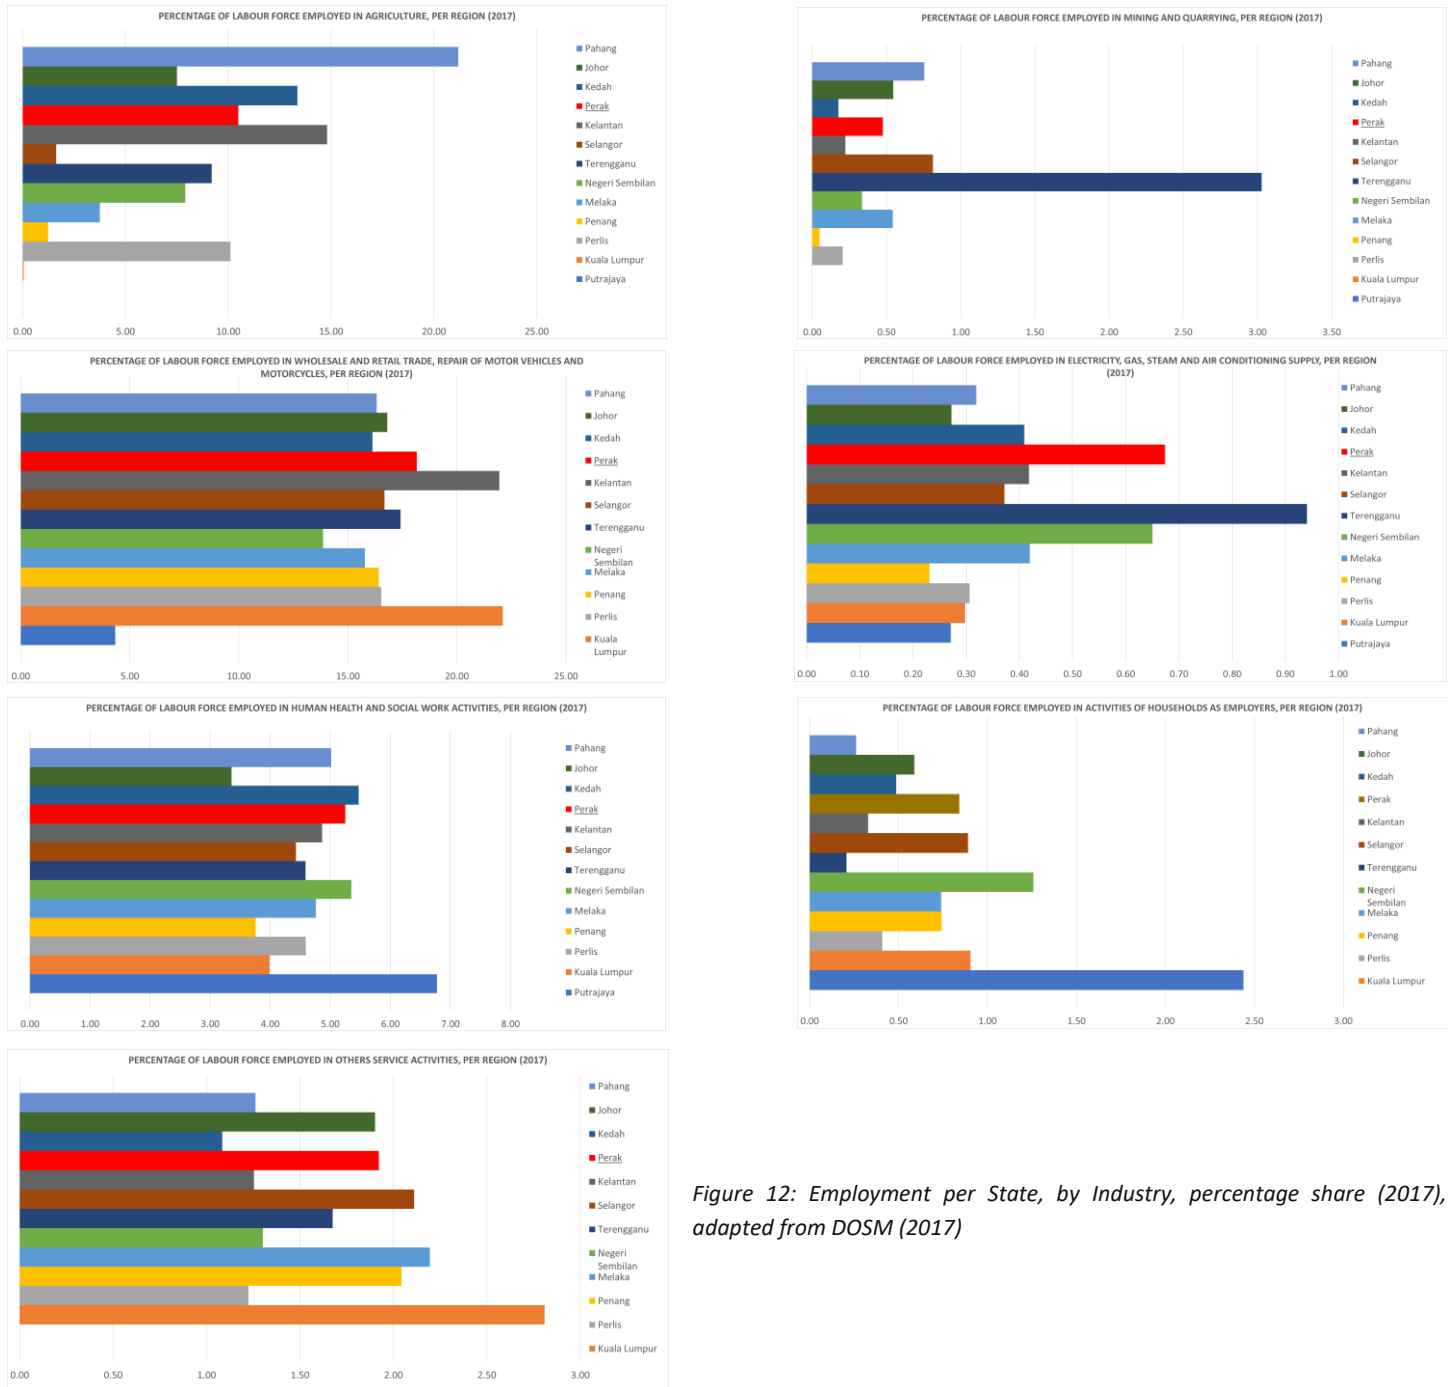 PERCENTAGE OF LABOUR FORCE EMPLOYED IN AGRICULTURE, PER REGION (2017)
Pahang
Johor
Kedah
Perak
Kelantan
Selangor
Terengganu
Negeri Sembilan
Melaka
Penang
Perlis
Kuala Lumpur
Putrajaya
0.00 5.00 10.00 15.00 20.00 25.00
PERCENTAGE OF LABOUR FORCE EMPLOYED IN MINING AND QUARRYING, PER REGION (2017)
Pahang
Johor
Kedah
Perak
Kelantan
Selangor
Terengganu
Negeri Sembilan
Melaka
Penang
Perlis
Kuala Lumpur
Putrajaya
0.00 0.50 1.00 1.50 2.00 2.50 3.00 3.50
PERCENTAGE OF LABOUR FORCE EMPLOYED IN WHOLESALE AND RETAIL TRADE, REPAIR OF MOTOR VEHICLES AND
MOTORCYCLES, PER REGION (2017)
Pahang
Johor
Kedah
Perak
Kelantan
Selangor
Terengganu
Negeri
Sembilan
Melaka
Penang
Perlis
Kuala
Lumpur
0.00 5.00 10.00 15.00 20.00 25.00
PERCENTAGE OF LABOUR FORCE EMPLOYED IN ELECTRICITY, GAS, STEAM AND AIR CONDITIONING SUPPLY, PER REGION
(2017)
Pahang
Johor
Kedah
Perak
Kelantan
Selangor
Terengganu
Negeri Sembilan
Melaka
Penang
Perlis
Kuala Lumpur
Putrajaya
0.00 0.10 0.20 0.30 0.40 0.50 0.60 0.70 0.80 0.90 1.00
PERCENTAGE OF LABOUR FORCE EMPLOYED IN HUMAN HEALTH AND SOCIAL WORK ACTIVITIES, PER REGION (2017)
Pahang
Johor
Kedah
Perak
Kelantan
Selangor
Terengganu
Negeri Sembilan
Melaka
Penang
Perlis
Kuala Lumpur
Putrajaya
0.00 1.00 2.00 3.00 4.00 5.00 6.00 7.00 8.00
PERCENTAGE OF LABOUR FORCE EMPLOYED IN ACTIVITIES OF HOUSEHOLDS AS EMPLOYERS, PER REGION (2017)
Pahang
Johor
Kedah
Perak
Kelantan
Selangor
Terengganu
Negeri
Sembilan
Melaka
Penang
Perlis
Kuala Lumpur
0.00 0.50 1.00 1.50 2.00 2.50 3.00
PERCENTAGE OF LABOUR FORCE EMPLOYED IN OTHERS SERVICE ACTIVITIES, PER REGION (2017)
Pahang
Johor
Kedah
Perak
Kelantan
Selangor
Terengganu
Negeri
Sembilan
Melaka
Penang
Perlis
Kuala Lumpur
0.00 0.50 1.00 1.50 2.00 2.50 3.00
Figure 12: Employment per State, by Industry, percentage share (2017),
adapted from DOSM (2017)